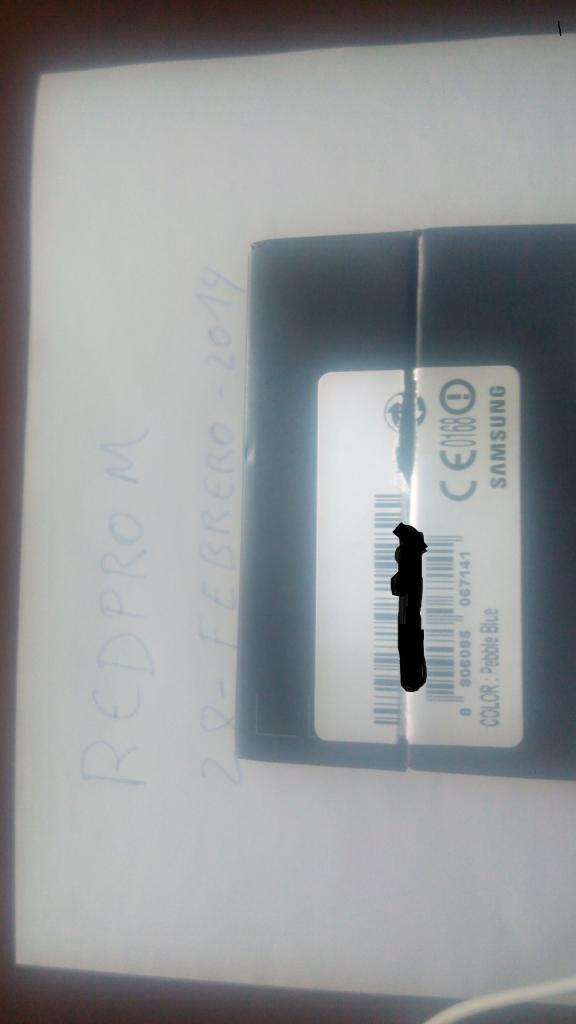 REDPROM
28-FEBRERO-2014
CE0168
SAMSUNG
8 806085 067141
COLOR : Pebble Blue